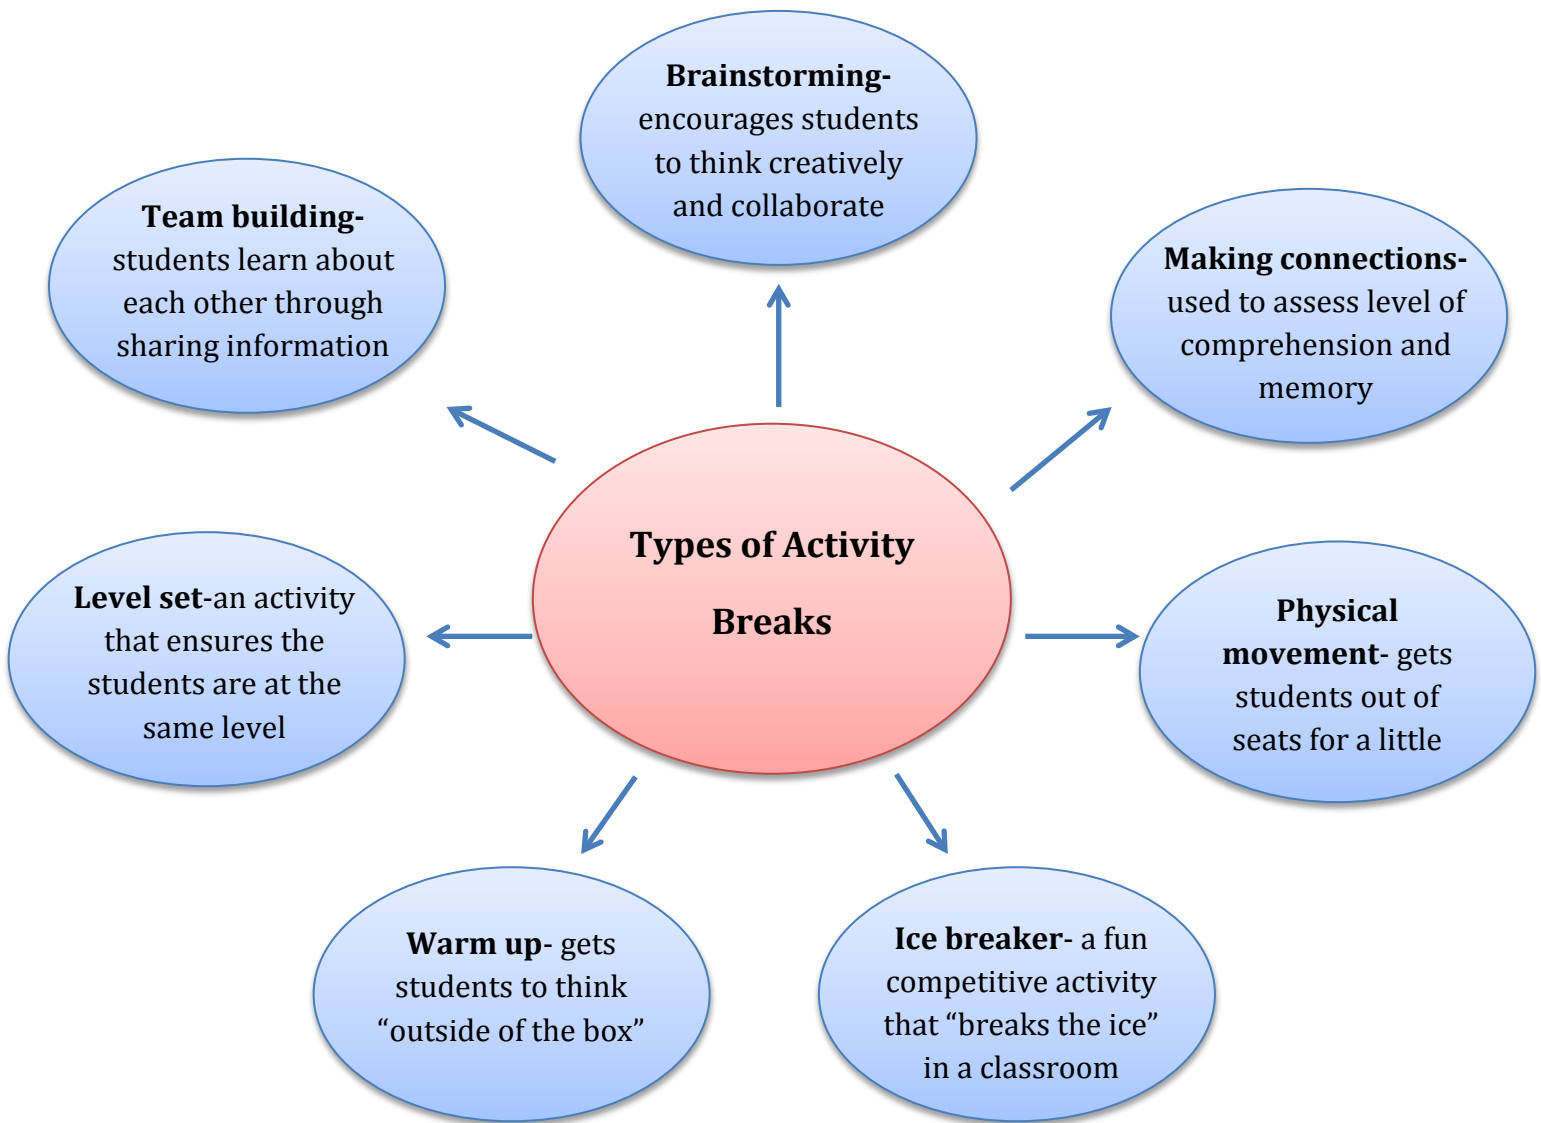 Brainstorming-
encourages students
to think creatively
and collaborate
Team building-
students learn about
each other through
sharing information
Making connections-
used to assess level of
comprehension and
memory
Types of Activity
Breaks
Level set-an activity
that ensures the
students are at the
same level
Physical
movement- gets
students out of
seats for a little
Warm up- gets
students to think
“outside of the box”
Ice breaker- a fun
competitive activity
that “breaks the ice”
in a classroom